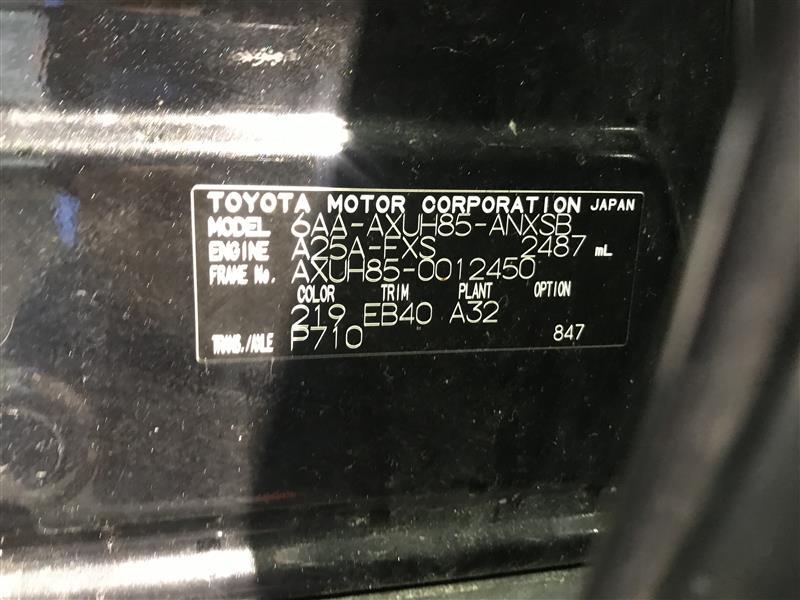 TOYOTA MOTOR CORPORATION JAPAN
MODEL 6AA-AXUH85-ANXSB
ENGINE A25A-FXS 2487 mL
FRAME No. AXUH85-0012450
COLOR TRIM PLANT OPTION
219 EB40 A32
TRANS./AXLE P710 847